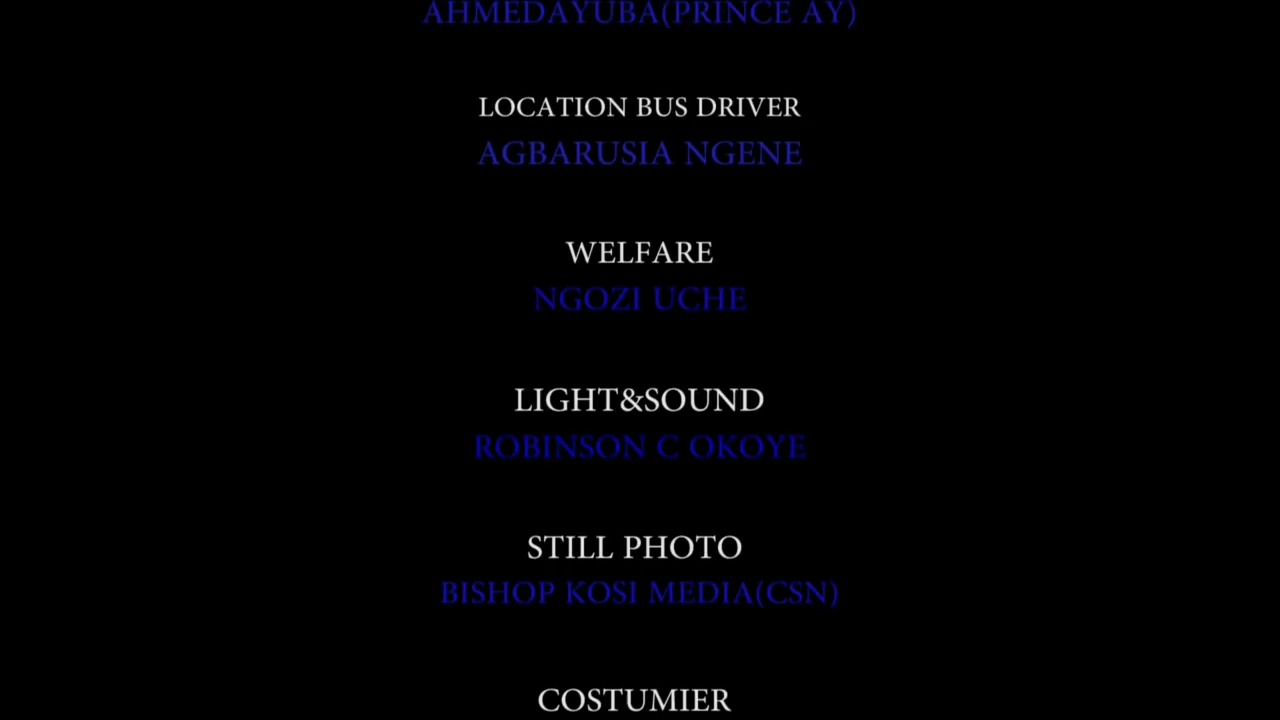 AHMEDAYUBA(PRINCE AY)
LOCATION BUS DRIVER
AGBARUSIA NGENE
WELFARE
NGOZI UCHE
LIGHT&SOUND
ROBINSON C OKOYE
STILL PHOTO
BISHOP KOSI MEDIA(CSN)
COSTUMIER